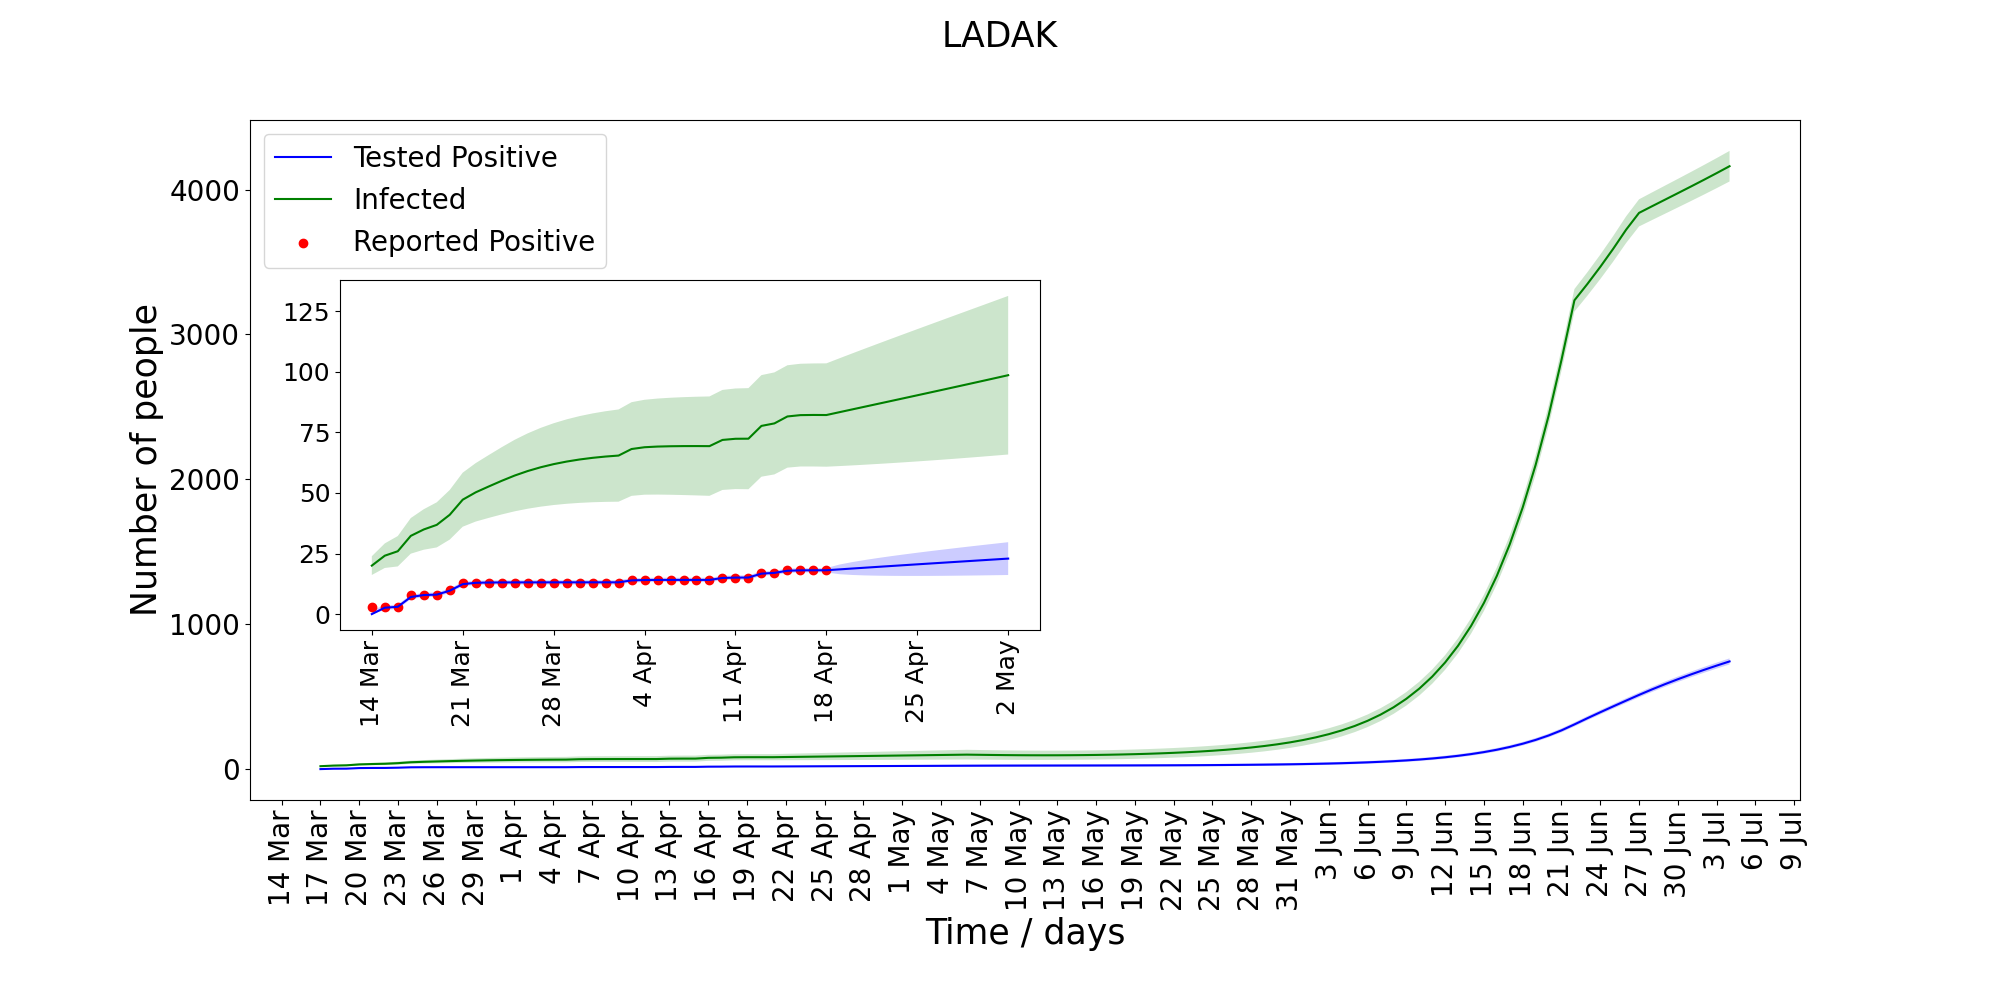 LADAK
Tested Positive
Infected
Reported Positive
Number of people
4000
3000
2000
1000
0
125
100
75
50
25
0
14 Mar
21 Mar
28 Mar
4 Apr
11 Apr
18 Apr
25 Apr
2 May
14 Mar
17 Mar
20 Mar
23 Mar
26 Mar
29 Mar
1 Apr
4 Apr
7 Apr
10 Apr
13 Apr
16 Apr
19 Apr
22 Apr
25 Apr
28 Apr
1 May
4 May
7 May
10 May
13 May
16 May
19 May
22 May
25 May
28 May
31 May
3 Jun
6 Jun
9 Jun
12 Jun
15 Jun
18 Jun
21 Jun
24 Jun
27 Jun
30 Jun
3 Jul
6 Jul
9 Jul
Time / days